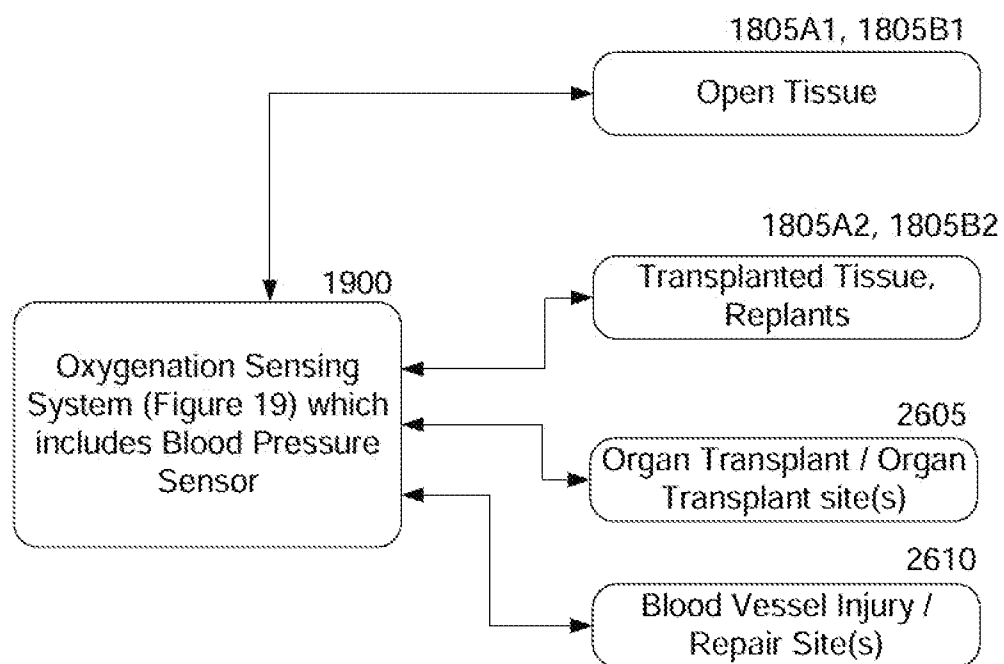 1805A1, 1805B1
Open Tissue
1805A2, 1805B2
Transplanted Tissue,
Replants
1900
Oxygenation Sensing
System (Figure 19) which
includes Blood Pressure
Sensor
2605
Organ Transplant / Organ
Transplant site(s)
2610
Blood Vessel Injury /
Repair Site(s)